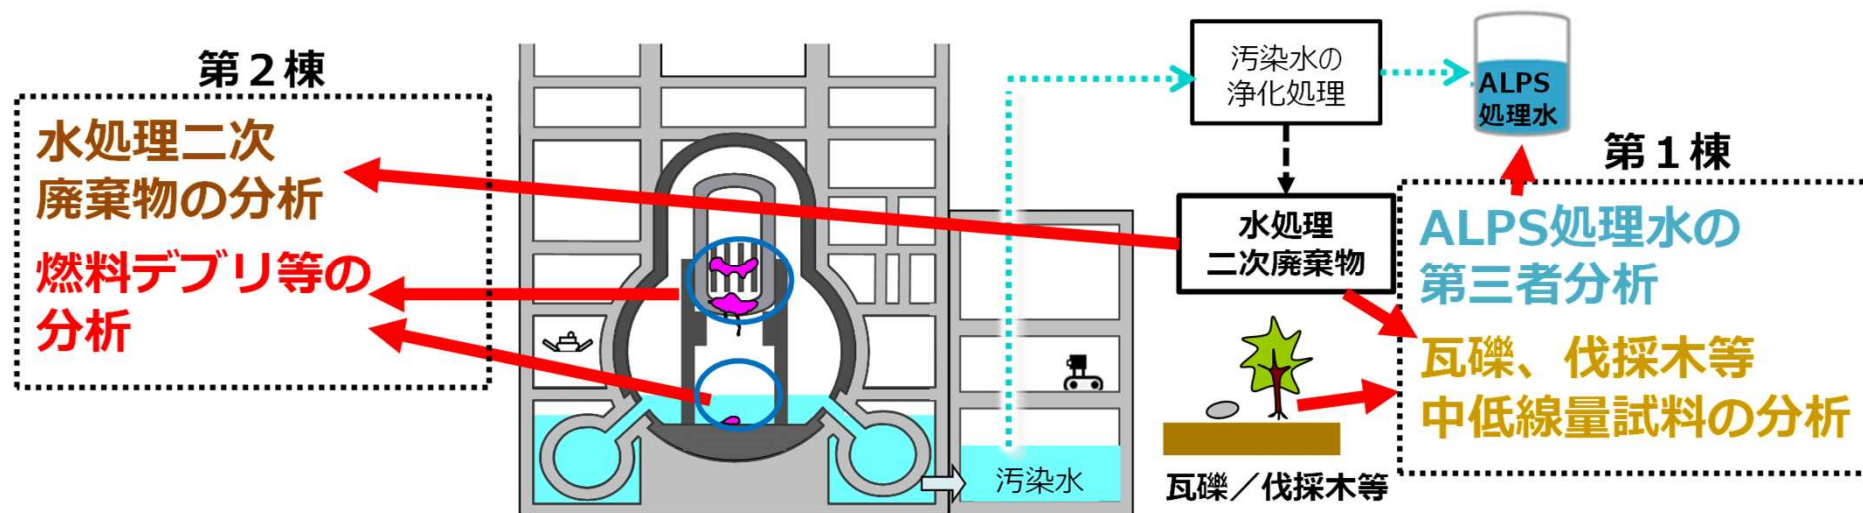 第２棟
水処理二次
廃棄物の分析
燃料デブリ等の
分析
汚染水の
浄化処理
ALPS
処理水
水処理
二次廃棄物
瓦礫／伐採木等
汚染水
第１棟
ALPS処理水の
第三者分析
瓦礫、伐採木等
中低線量試料の分析